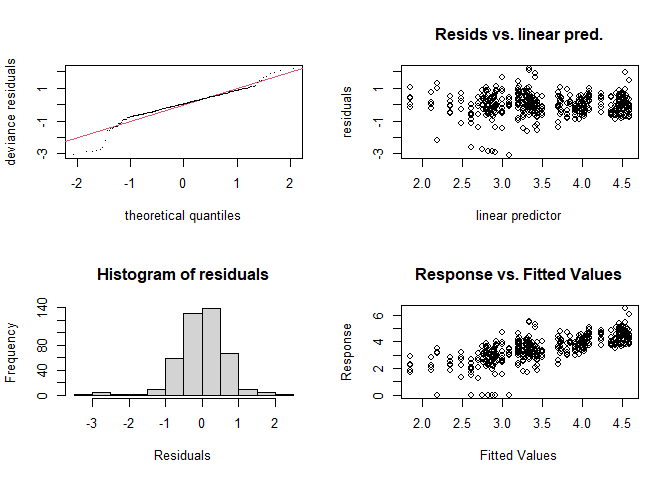 deviance residuals
1
-1
-3
-2 -1 0 1 2
theoretical quantiles
Resids vs. linear pred.
residuals
1
-1
-3
2.0 2.5 3.0 3.5 4.0 4.5
linear predictor
Histogram of residuals
Frequency
140
80
40
0
-3 -2 -1 0 1 2
Residuals
Response vs. Fitted Values
Response
6
4
2
0
2.0 2.5 3.0 3.5 4.0 4.5
Fitted Values